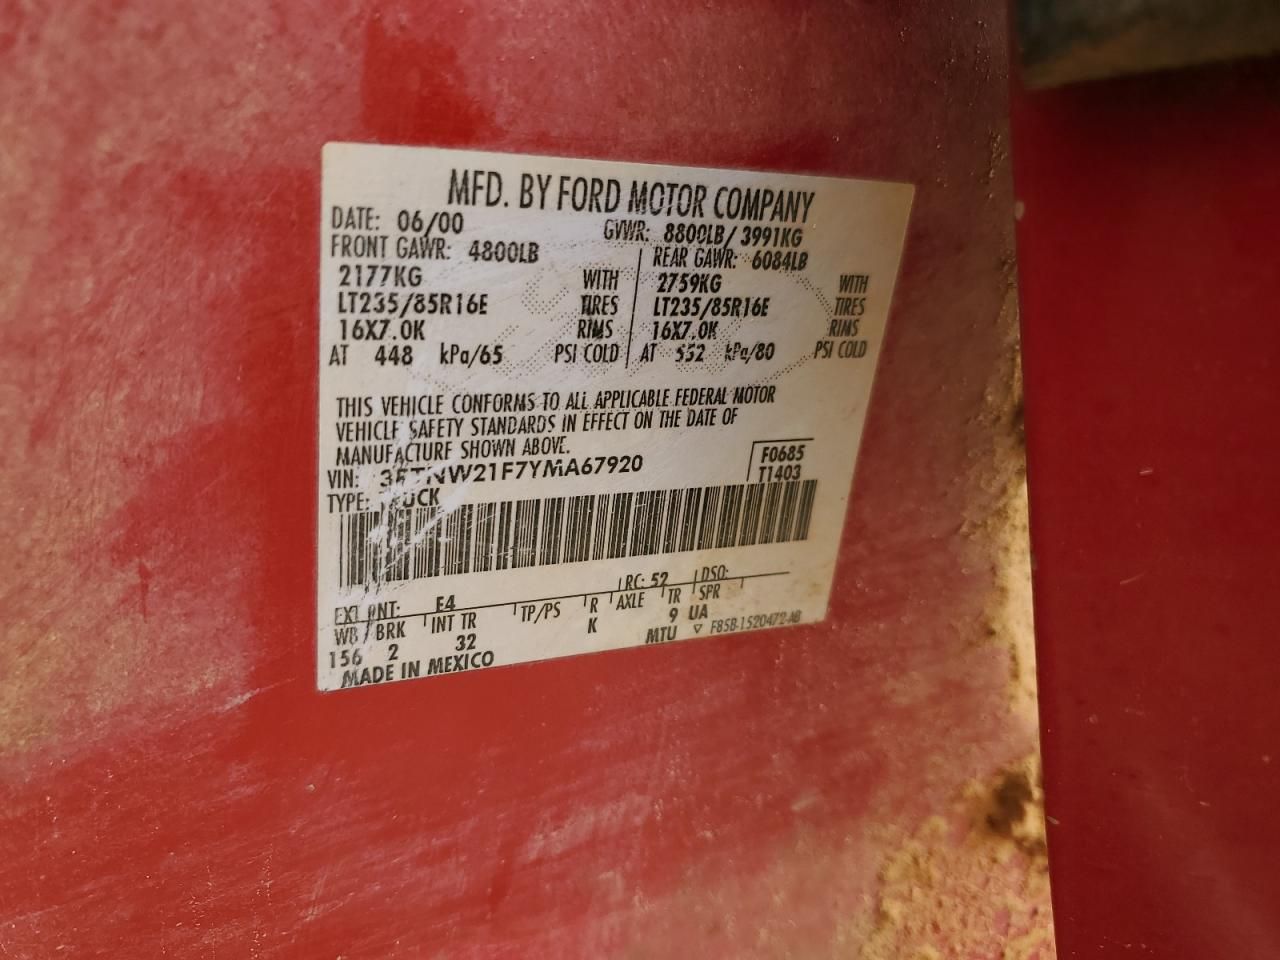 MFD. BY FORD MOTOR COMPANY
DATE: 06/00 GVWR: 8800LB/ 3991KG
FRONT GAWR: 4800LB REAR GAWR: 6084LB
2177KG WITH 2759KG WITH
LT235/85R16E TIRES LT235/85R16E TIRES
16X7.0K RIMS 16X7.0K RIMS
AT 448 kPa/65 PSI COLD AT 552 kPa/80 PSI COLD
THIS VEHICLE CONFORMS TO ALL APPLICABLE FEDERAL MOTOR
VEHICLE SAFETY STANDARDS IN EFFECT ON THE DATE OF
MANUFACTURE SHOWN ABOVE.
VIN: 3FTNW21F7YMA67920 F0685
TYPE: TRUCK T1403
EXT PNT: E4 RC: 52 DSO:
WB BRK INT TR TP/PS R AXLE TR SPR
156 2 32 K 9 UA
MADE IN MEXICO MTU ▽ F85B-1520472-AB